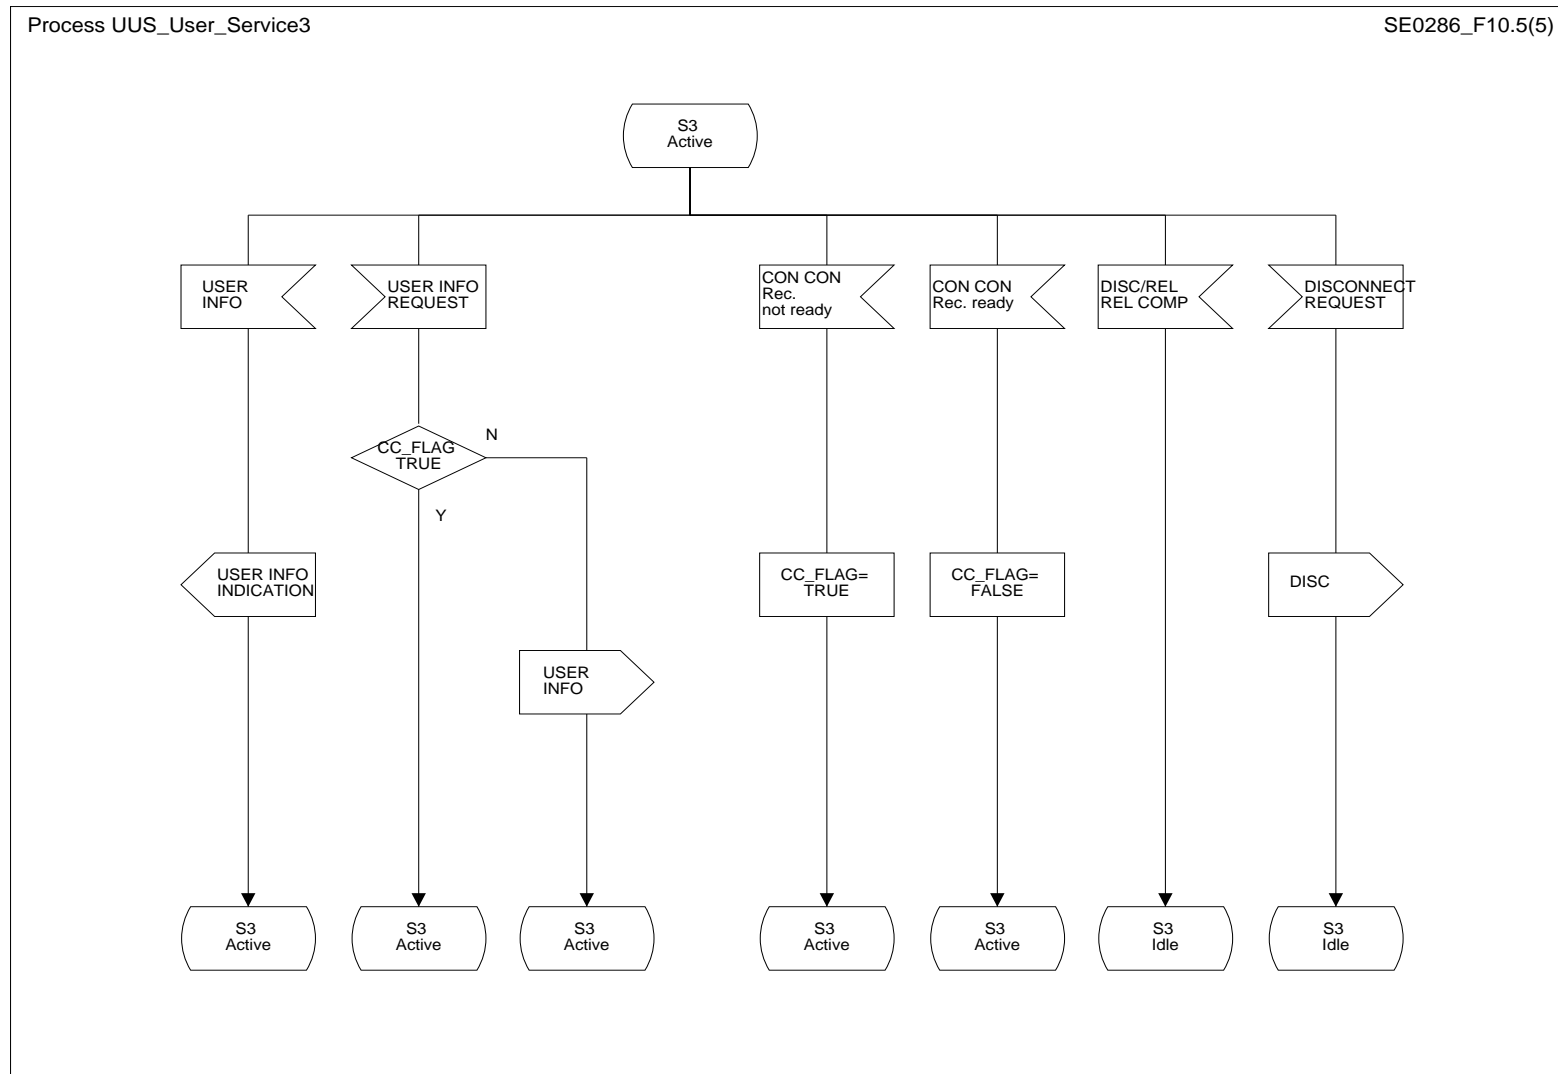 Process UUS_User_Service3
SE0286_F10.5(5)
S3
Active
USER
INFO
USER INFO
REQUEST
CON CON
Rec.
not ready
CON CON
Rec. ready
DISC/REL
REL COMP
DISCONNECT
REQUEST
CC_FLAG
TRUE
N
Y
USER INFO
INDICATION
CC_FLAG=
TRUE
CC_FLAG=
FALSE
DISC
USER
INFO
S3
Active
S3
Active
S3
Active
S3
Active
S3
Active
S3
Idle
S3
Idle